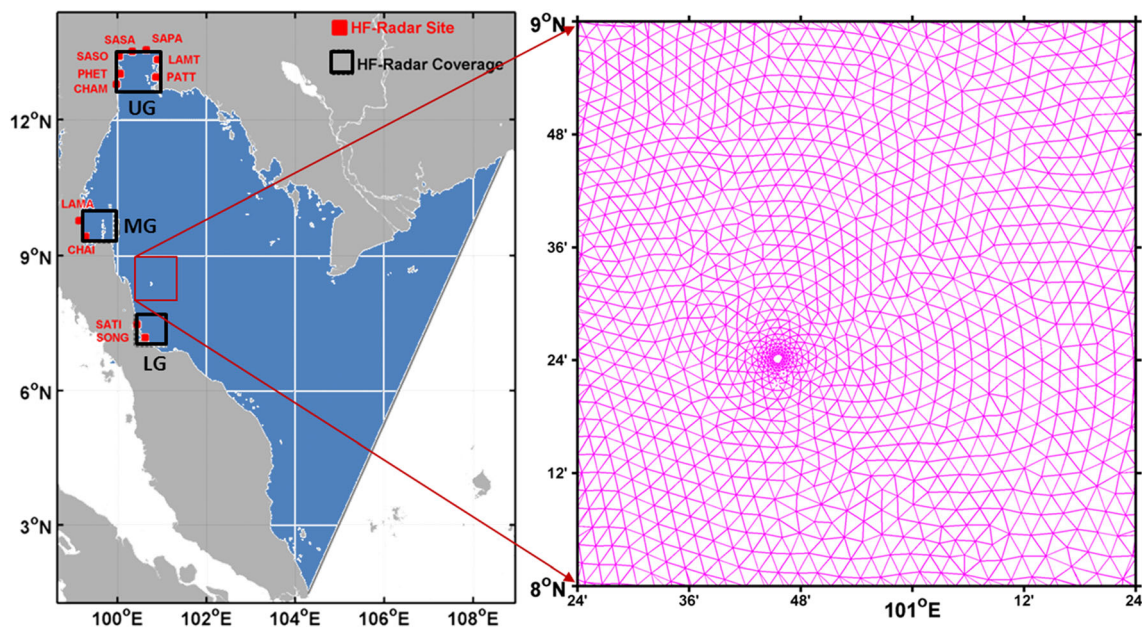 SASA
SAPA
SASO
LAMT
PHET
PATT
CHAM
UG
HF-Radar Site
HF-Radar Coverage
LAMA
MG
CHAI
SATI
SONG
LG
12°N
9°N
6°N
3°N
100°E 102°E 104°E 106°E 108°E
9°N
48'
36'
24'
12'
8°N
24' 36' 48' 101°E 12' 24'